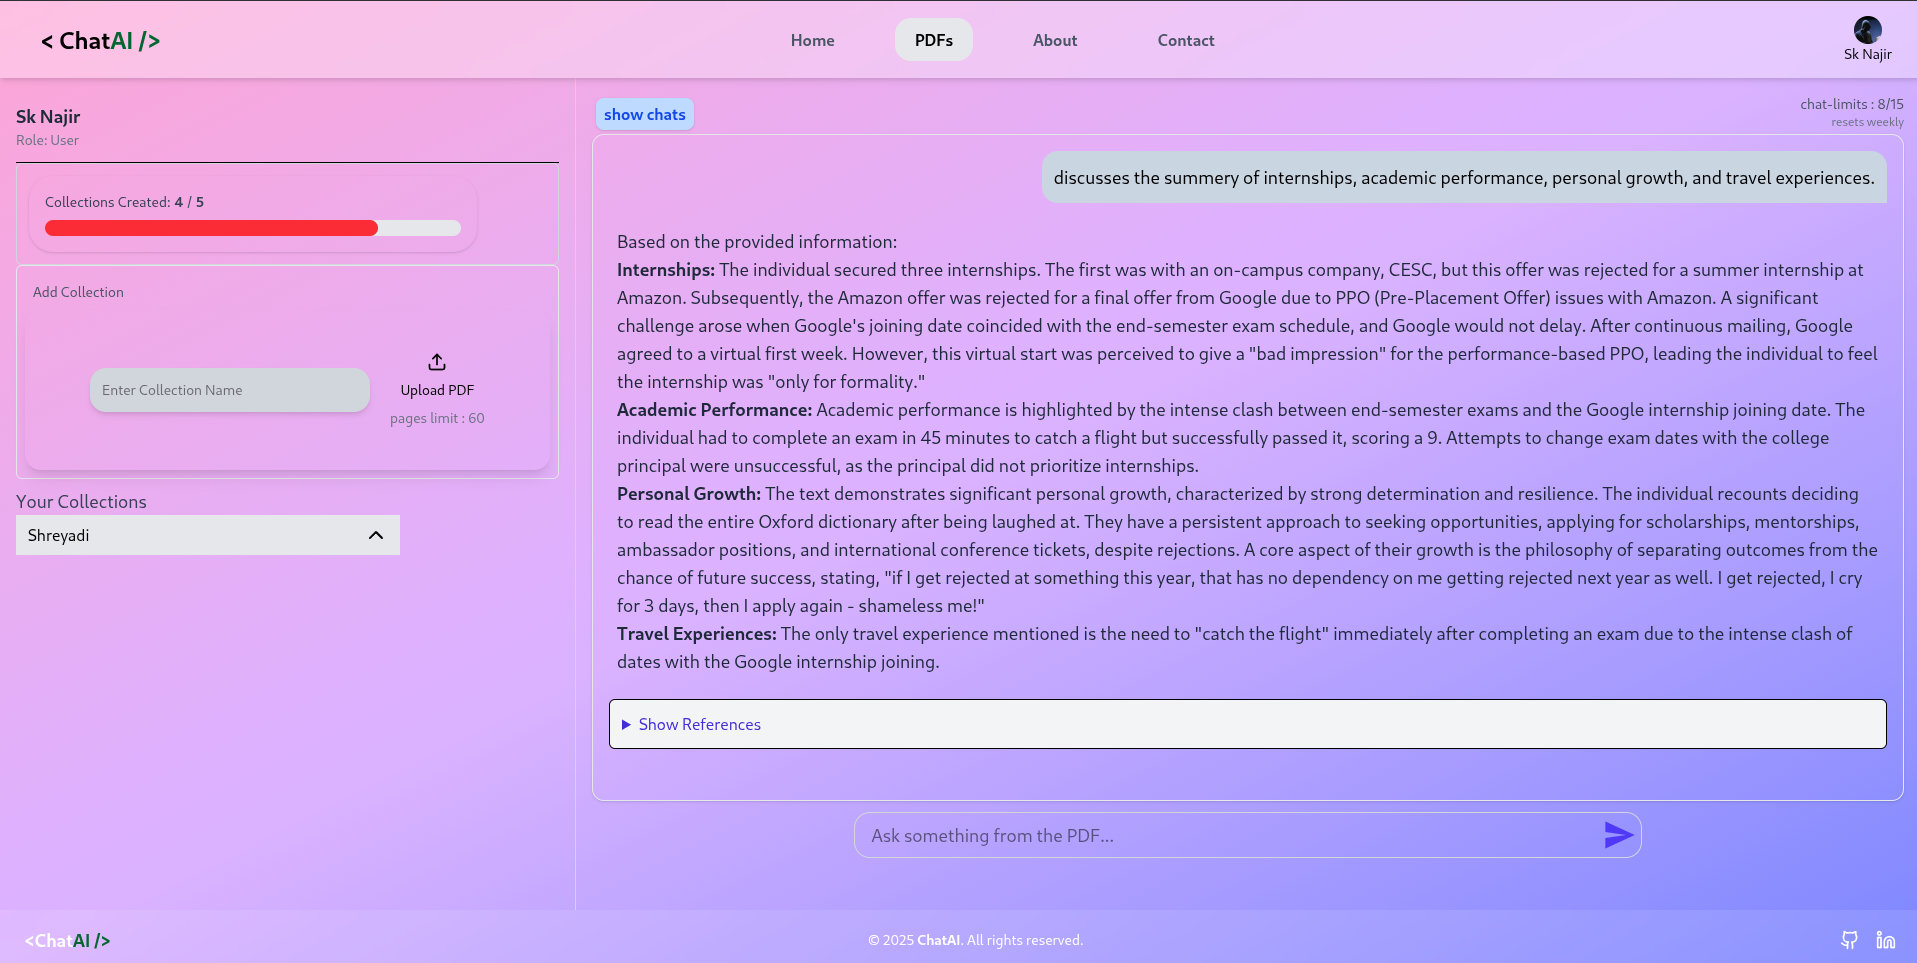 < ChatAI />
Home
PDFs
About
Contact
Sk Najir
Sk Najir
Role: User
Collections Created: 4 / 5
Add Collection
Enter Collection Name
Upload PDF
pages limit : 60
Your Collections
Shreyadi
show chats
chat-limits : 8/15
resets weekly
discusses the summery of internships, academic performance, personal growth, and travel experiences.
Based on the provided information:
Internships: The individual secured three internships. The first was with an on-campus company, CESC, but this offer was rejected for a summer internship at
Amazon. Subsequently, the Amazon offer was rejected for a final offer from Google due to PPO (Pre-Placement Offer) issues with Amazon. A significant
challenge arose when Google's joining date coincided with the end-semester exam schedule, and Google would not delay. After continuous mailing, Google
agreed to a virtual first week. However, this virtual start was perceived to give a "bad impression" for the performance-based PPO, leading the individual to feel
the internship was "only for formality."
Academic Performance: Academic performance is highlighted by the intense clash between end-semester exams and the Google internship joining date. The
individual had to complete an exam in 45 minutes to catch a flight but successfully passed it, scoring a 9. Attempts to change exam dates with the college
principal were unsuccessful, as the principal did not prioritize internships.
Personal Growth: The text demonstrates significant personal growth, characterized by strong determination and resilience. The individual recounts deciding
to read the entire Oxford dictionary after being laughed at. They have a persistent approach to seeking opportunities, applying for scholarships, mentorships,
ambassador positions, and international conference tickets, despite rejections. A core aspect of their growth is the philosophy of separating outcomes from the
chance of future success, stating, "if I get rejected at something this year, that has no dependency on me getting rejected next year as well. I get rejected, I cry
for 3 days, then I apply again - shameless me!"
Travel Experiences: The only travel experience mentioned is the need to "catch the flight" immediately after completing an exam due to the intense clash of
dates with the Google internship joining.
Show References
Ask something from the PDF...
<ChatAI />
© 2025 ChatAI. All rights reserved.